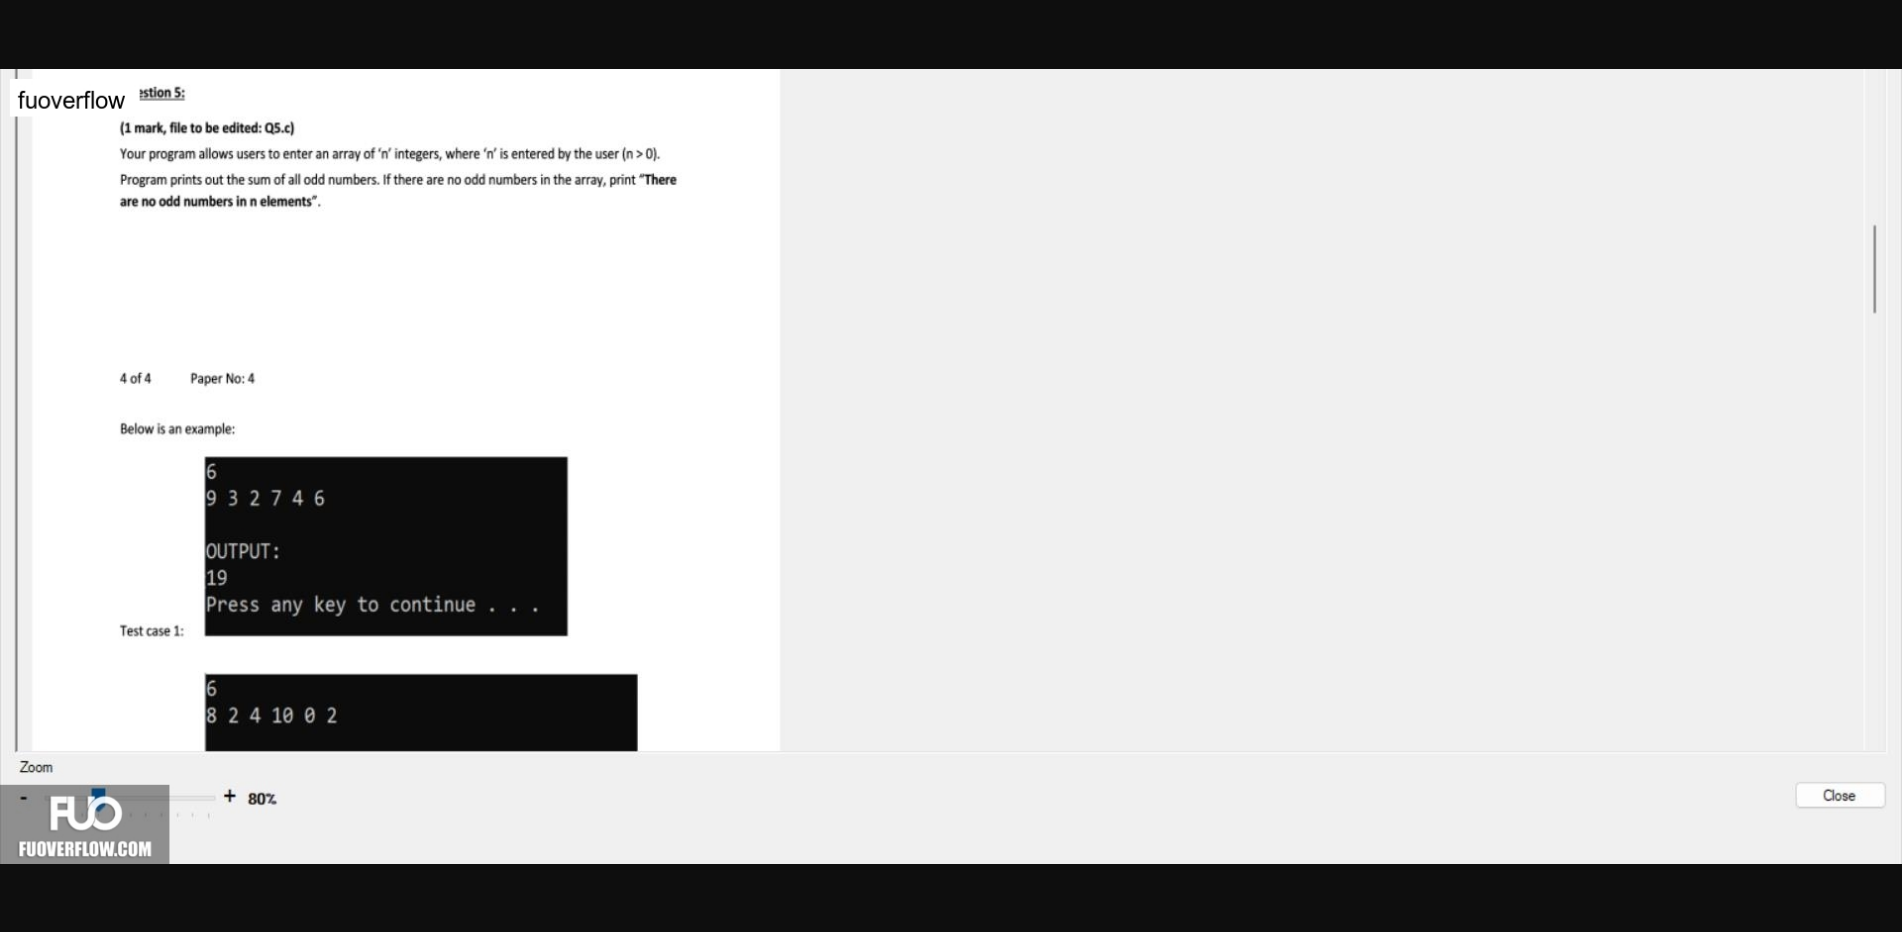 fuoverflow
estion 5:
(1 mark, file to be edited: Q5.c)
Your program allows users to enter an array of ‘n’ integers, where ‘n’ is entered by the user (n > 0).
Program prints out the sum of all odd numbers. If there are no odd numbers in the array, print “There
are no odd numbers in n elements”.
4 of 4 Paper No: 4
Below is an example:
6
9 3 2 7 4 6
OUTPUT:
19
Press any key to continue . . .
Test case 1:
6
8 2 4 10 0 2
Zoom
- + 80%
Close
FUO
FUOVERFLOW.COM